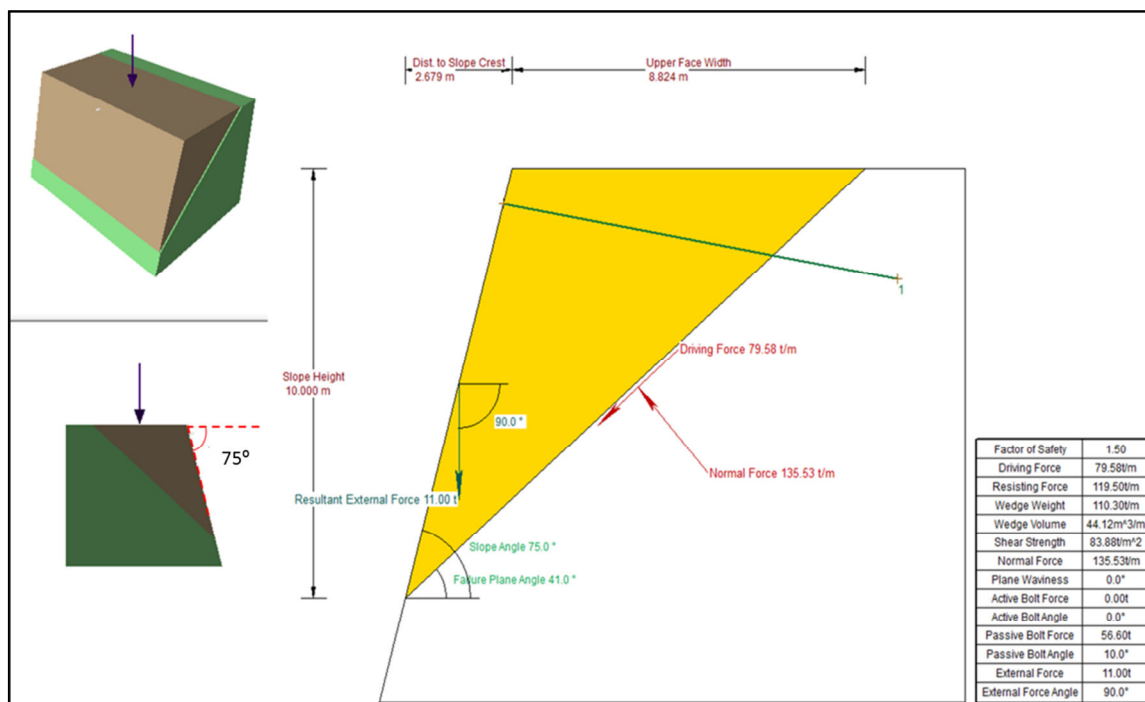 Dist. to Slope Crest
2.679 m
Upper Face Width
8.824 m
Slope Height
10.000 m
1
Driving Force 79.58 t/m
90.0 °
Normal Force 135.53 t/m
Resultant External Force 11.00 t
Slope Angle 75.0 °
Failure Plane Angle 41.0 °
75°
Factor of Safety 1.50
Driving Force 79.58t/m
Resisting Force 119.50t/m
Wedge Weight 110.30t/m
Wedge Volume 44.12m^3/m
Shear Strength 83.88t/m^2
Normal Force 135.53t/m
Plane Waviness 0.0°
Active Bolt Force 0.00t
Active Bolt Angle 0.0°
Passive Bolt Force 56.60t
Passive Bolt Angle 10.0°
External Force 11.00t
External Force Angle 90.0°